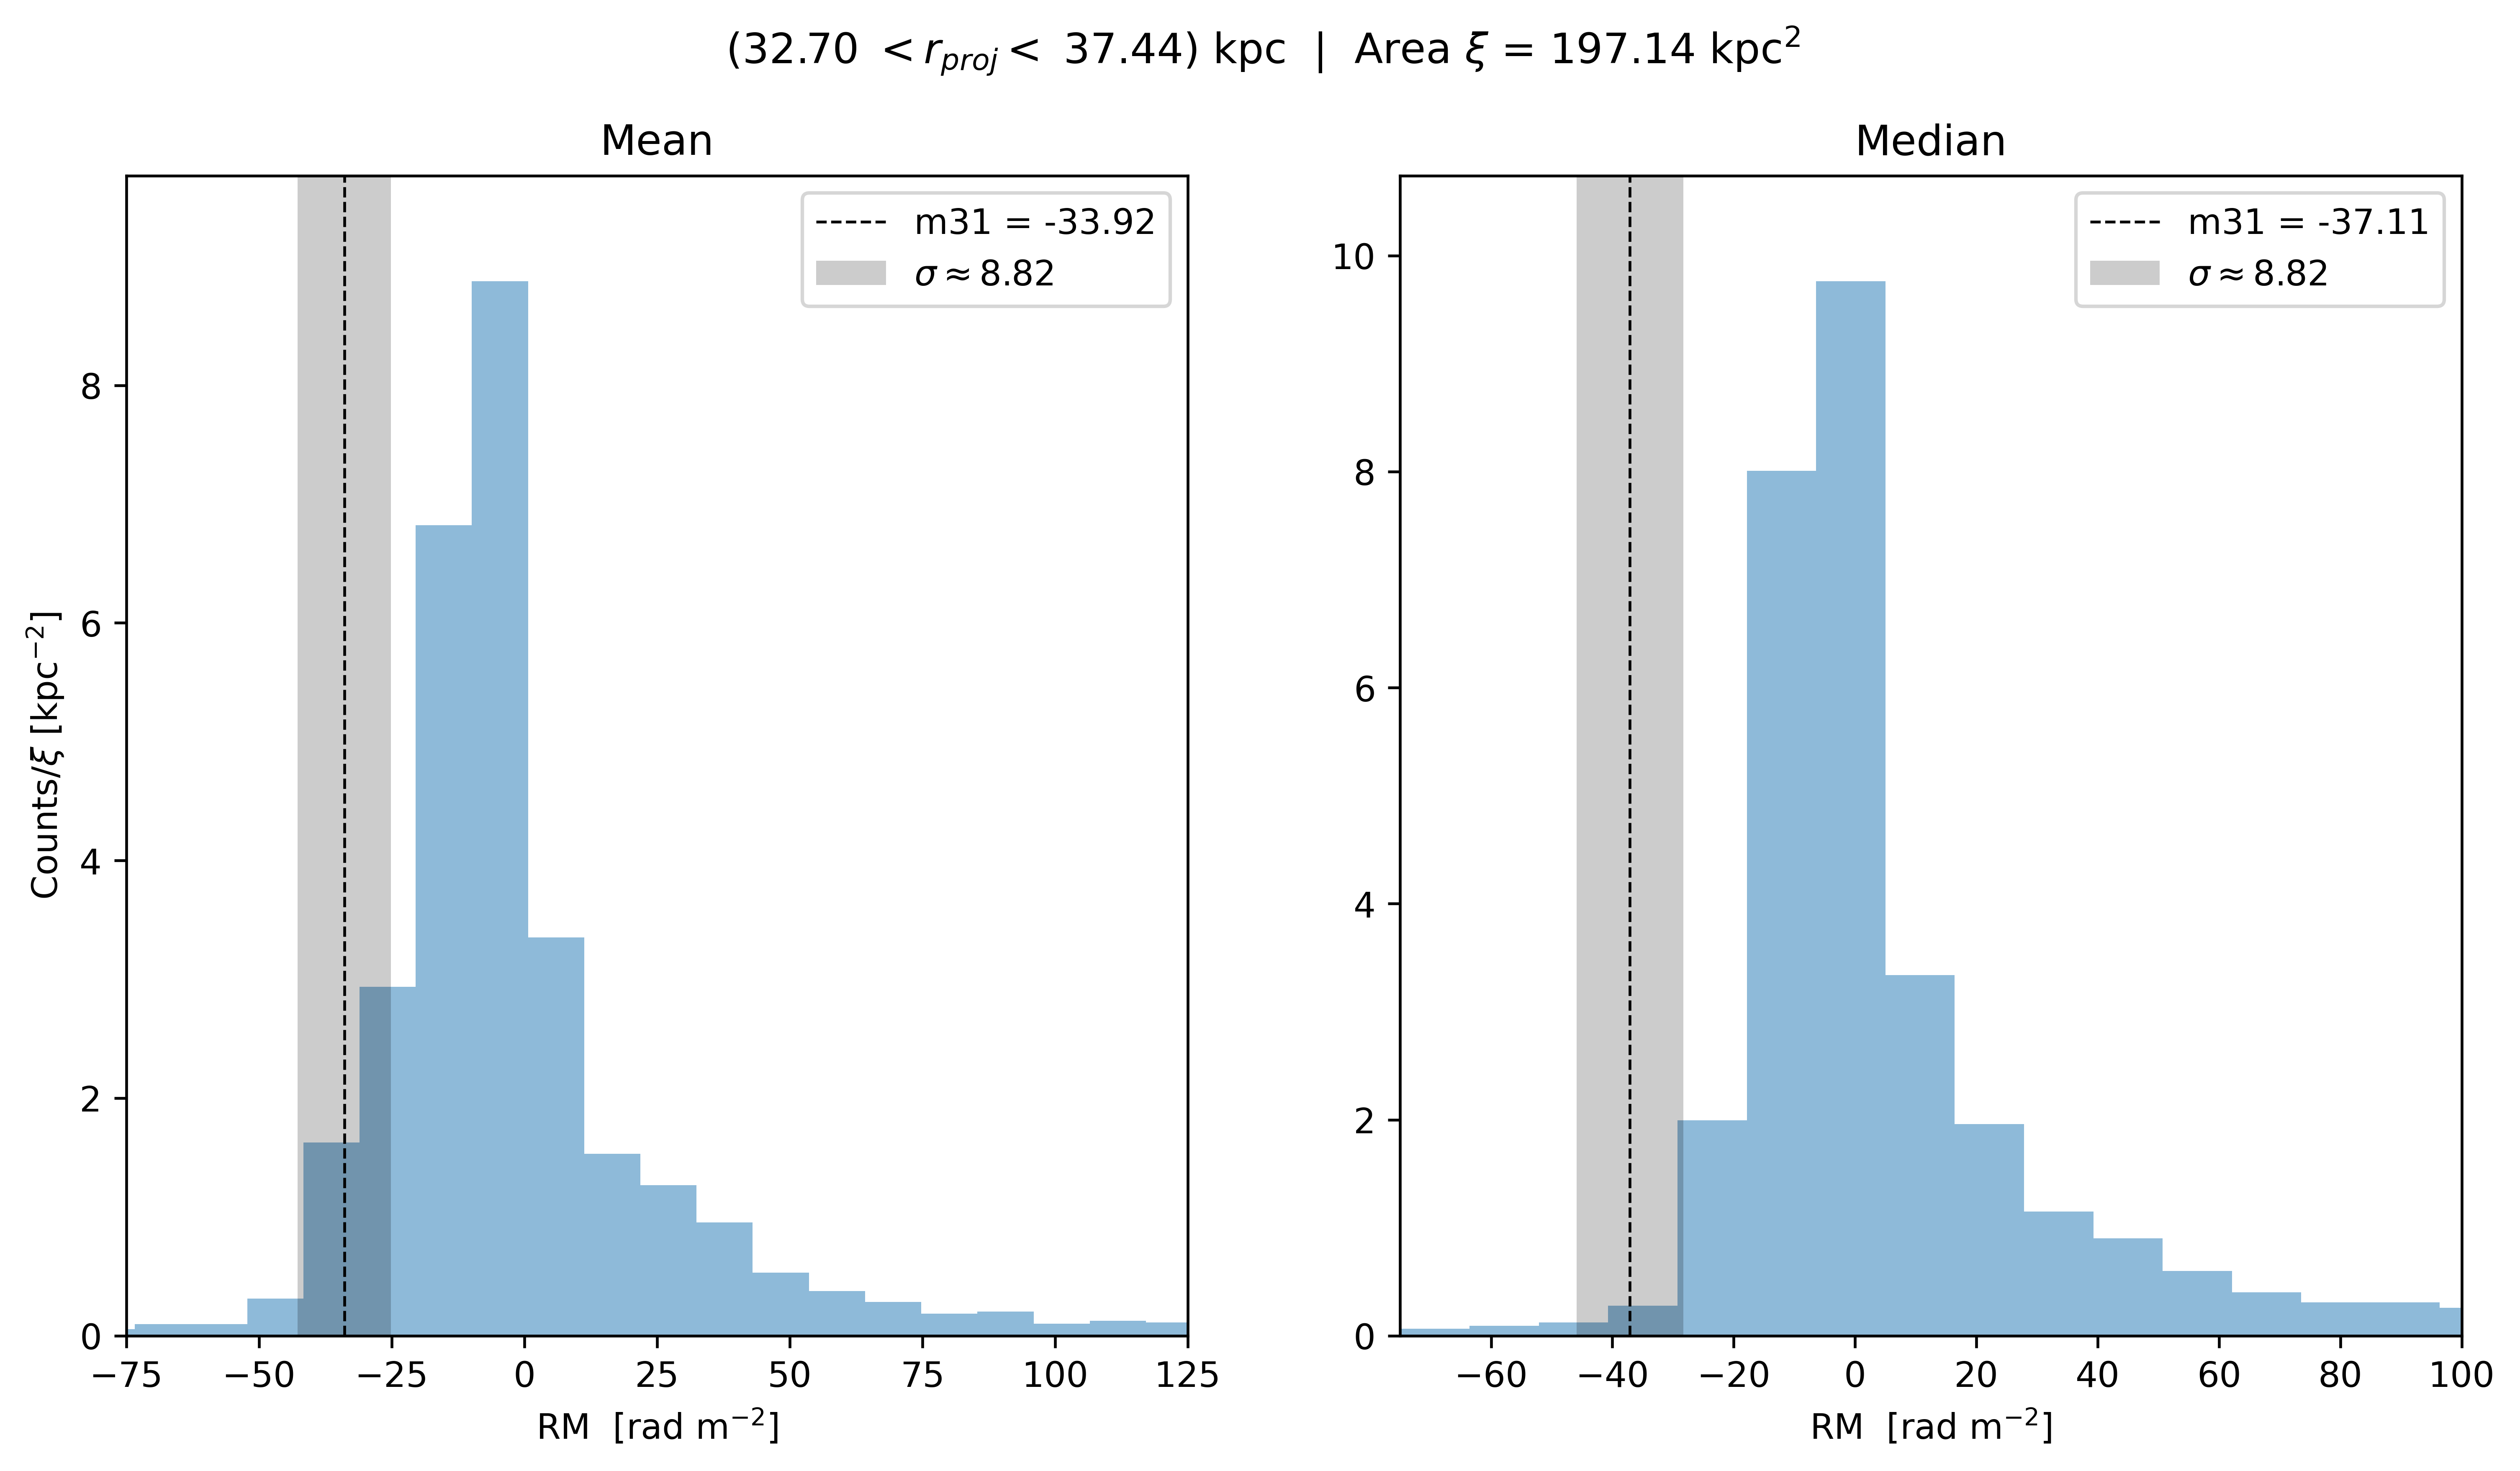 (32.70 < r_proj < 37.44) kpc | Area ξ = 197.14 kpc²
Mean
m31 = -33.92
σ ≈ 8.82
Counts/ξ [kpc⁻²]
8
6
4
2
0
−75 −50 −25 0 25 50 75 100 125
RM [rad m⁻²]
Median
m31 = -37.11
σ ≈ 8.82
10
8
6
4
2
0
−60 −40 −20 0 20 40 60 80 100
RM [rad m⁻²]